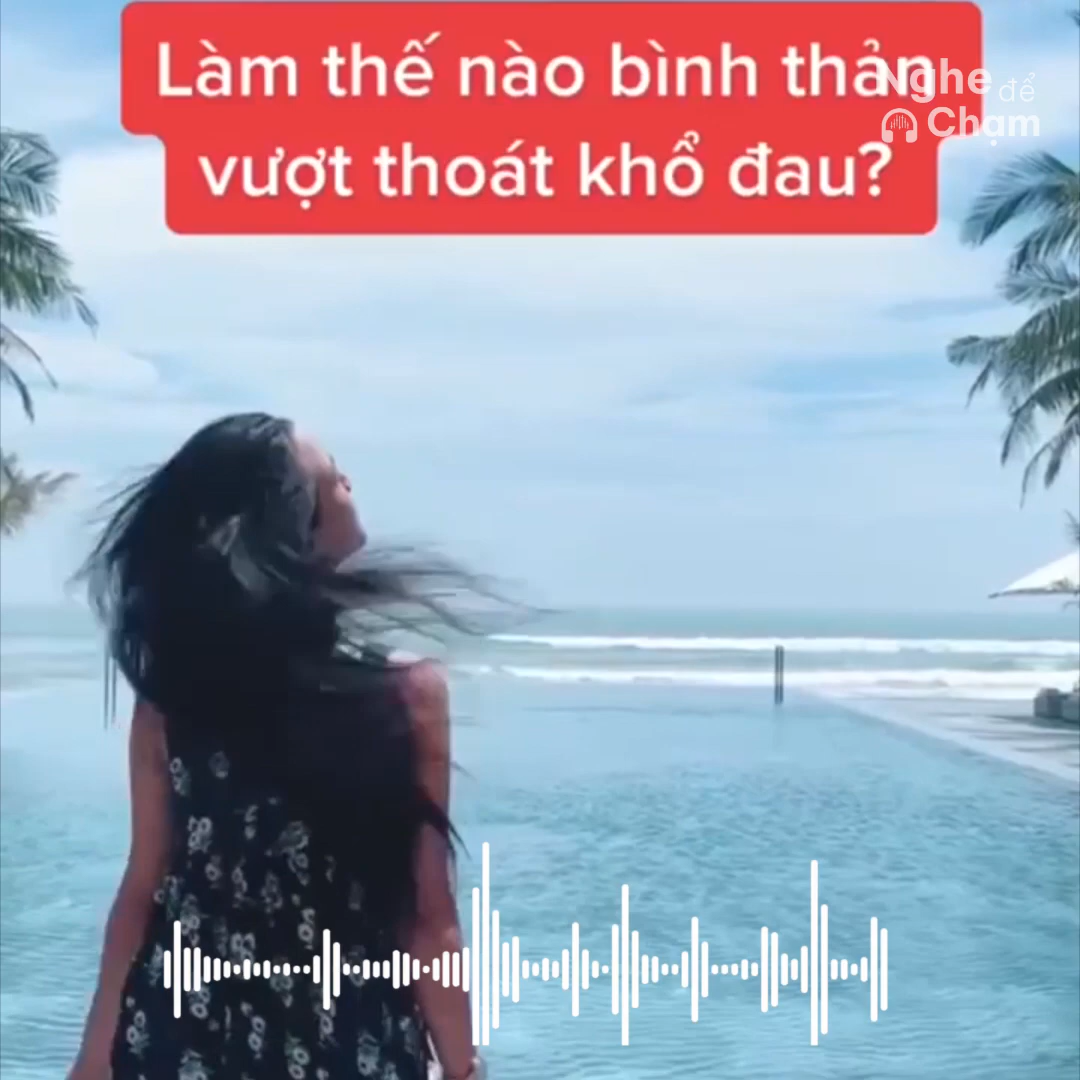 Làm thế nào bình thản
vượt thoát khổ đau?
Nghe để
Chạm